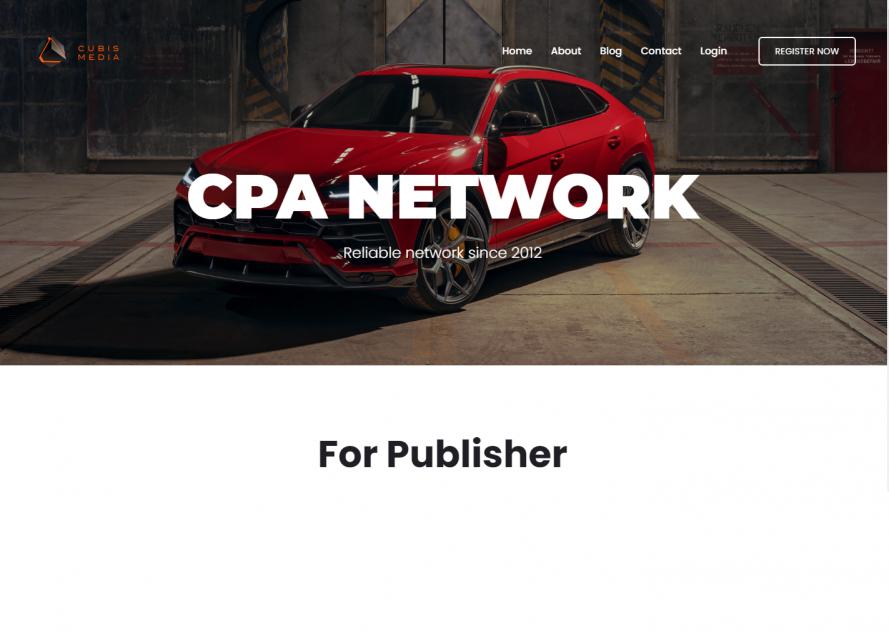 CUBIS
MEDIA
Home
About
Blog
Contact
Login
REGISTER NOW
CPA NETWORK
Reliable network since 2012
For Publisher